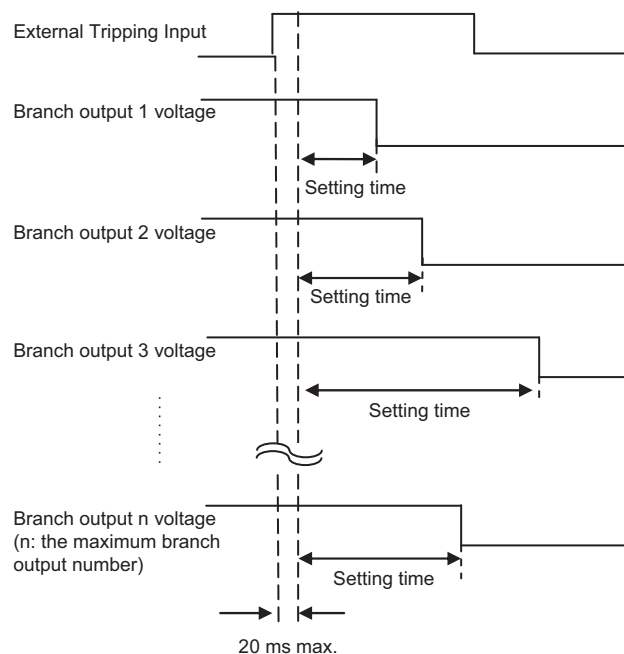 External Tripping Input
Branch output 1 voltage
Setting time
Branch output 2 voltage
Setting time
Branch output 3 voltage
Setting time
Branch output n voltage
(n: the maximum branch
output number)
Setting time
20 ms max.